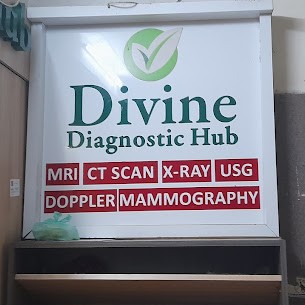 Divine
Diagnostic Hub
MRI CT SCAN X-RAY USG
DOPPLER MAMMOGRAPHY